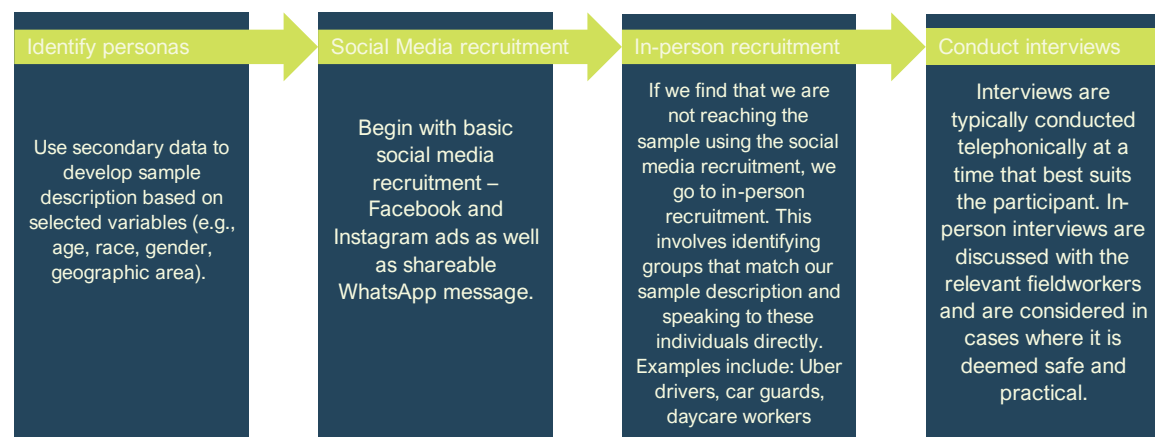 Identify personas
Use secondary data to
develop sample
description based on
selected variables (e.g.,
age, race, gender,
geographic area).
Social Media recruitment
Begin with basic
social media
recruitment –
Facebook and
Instagram ads as well
as shareable
WhatsApp message.
In-person recruitment
If we find that we are
not reaching the
sample using the social
media recruitment, we
go to in-person
recruitment. This
involves identifying
groups that match our
sample description and
speaking to these
individuals directly.
Examples include: Uber
drivers, car guards,
daycare workers
Conduct interviews
Interviews are
typically conducted
telephonically at a
time that best suits
the participant. In-
person interviews are
discussed with the
relevant fieldworkers
and are considered in
cases where it is
deemed safe and
practical.